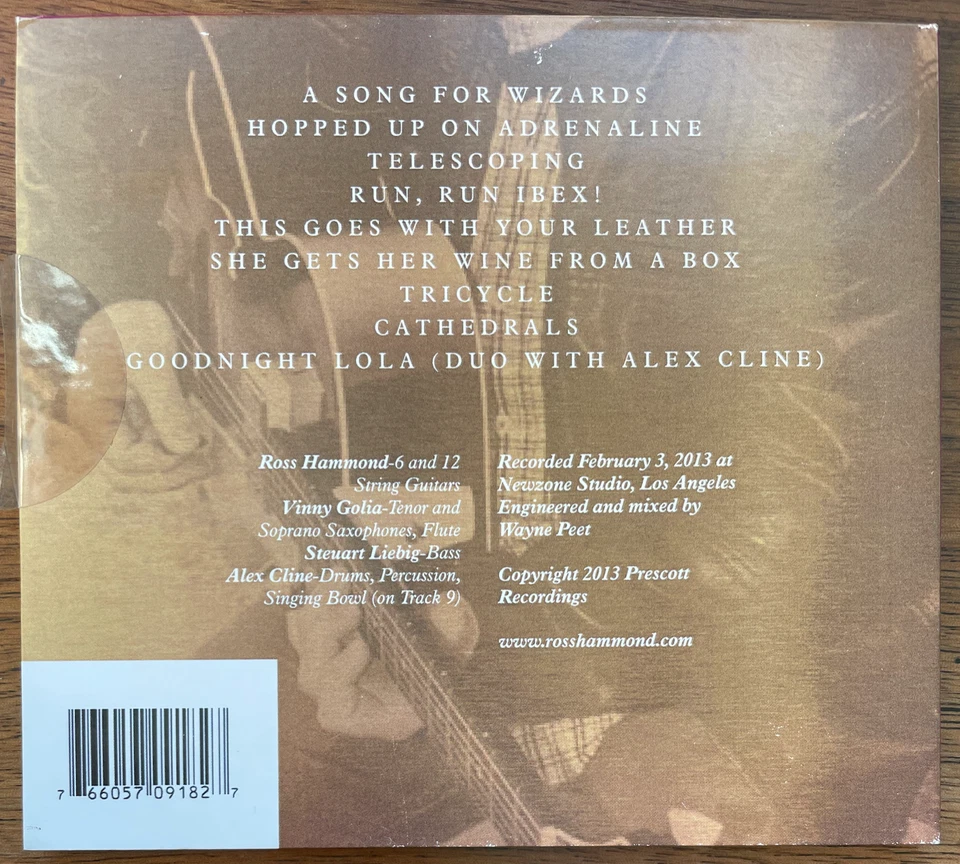 A SONG FOR WIZARDS
HOPPED UP ON ADRENALINE
TELESCOPING
RUN, RUN IBEX!
THIS GOES WITH YOUR LEATHER
SHE GETS HER WINE FROM A BOX
TRICYCLE
CATHEDRALS
GOODNIGHT LOLA (DUO WITH ALEX CLINE)
Ross Hammond-6 and 12
String Guitars
Vinny Golia-Tenor and
Soprano Saxophones, Flute
Steuart Liebig-Bass
Alex Cline-Drums, Percussion,
Singing Bowl (on Track 9)
Recorded February 3, 2013 at
Newzone Studio, Los Angeles
Engineered and mixed by
Wayne Peet
Copyright 2013 Prescott
Recordings
www.rosshammond.com
7 66057 09182 7